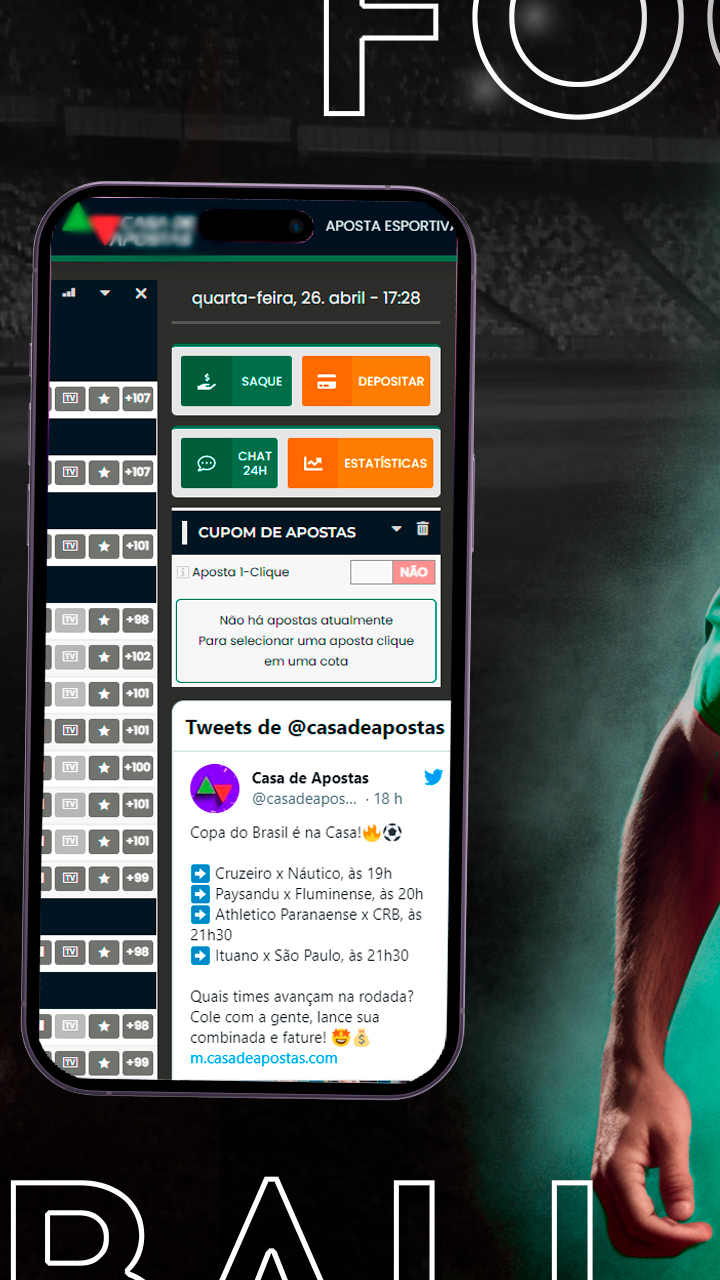 FOO
CASA DE
APOSTAS
APOSTA ESPORTIVA
quarta-feira, 26. abril - 17:28
SAQUE
DEPOSITAR
CHAT
24H
ESTATÍSTICAS
CUPOM DE APOSTAS
Aposta 1-Clique
NÃO
Não há apostas atualmente
Para selecionar uma aposta clique
em uma cota
TV +107
TV +107
TV +101
TV +98
TV +102
TV +101
TV +101
TV +100
TV +101
TV +101
TV +99
TV +98
TV +98
TV +99
Tweets de @casadeapostas
Casa de Apostas
@casadeapos... · 18 h
Copa do Brasil é na Casa!🔥⚽
➡️ Cruzeiro x Náutico, às 19h
➡️ Paysandu x Fluminense, às 20h
➡️ Athletico Paranaense x CRB, às
21h30
➡️ Ituano x São Paulo, às 21h30
Quais times avançam na rodada?
Cole com a gente, lance sua
combinada e fature! 🤩💰
m.casadeapostas.com
BALL